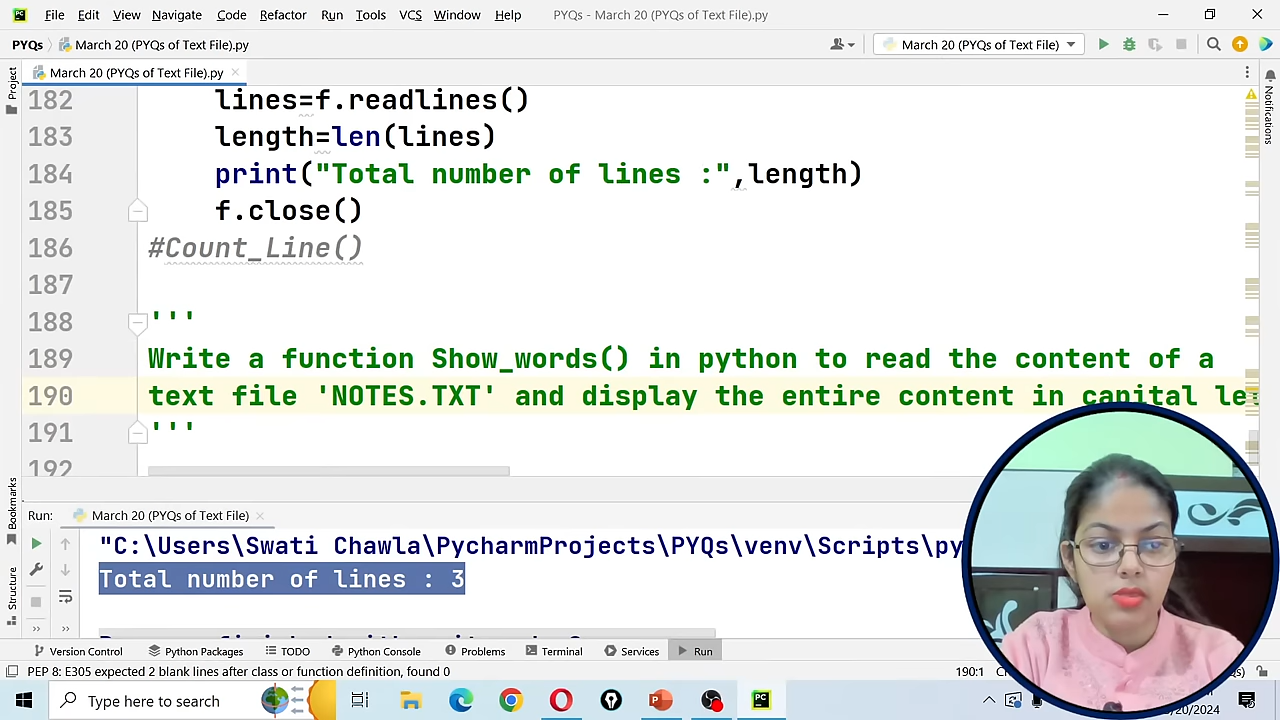 File Edit View Navigate Code Refactor Run Tools VCS Window Help PYQs - March 20 (PYQs of Text File).py
PYQs March 20 (PYQs of Text File).py March 20 (PYQs of Text File)
March 20 (PYQs of Text File).py
Project
Notifications
182 lines=f.readlines()
183 length=len(lines)
184 print("Total number of lines :",length)
185 f.close()
186 #Count_Line()
187
188 '''
189 Write a function Show_words() in python to read the content of a
190 text file 'NOTES.TXT' and display the entire content in capital
191 '''
192
Bookmarks
Structure
Run: March 20 (PYQs of Text File)
"C:\Users\Swati Chawla\PycharmProjects\PYQs\venv\Scripts\py
Total number of lines : 3
Version Control Python Packages TODO Python Console Problems Terminal Services Run
PEP 8: E305 expected 2 blank lines after class or function definition, found 0 190:1
Type here to search